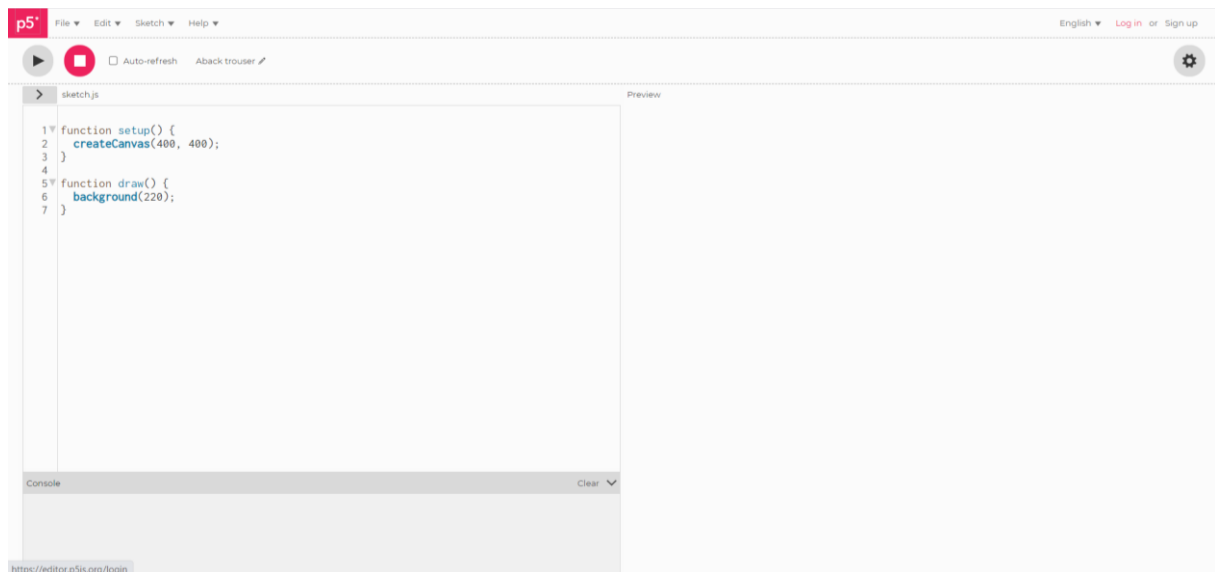 p5* File ▼ Edit ▼ Sketch ▼ Help ▼ English ▼ Log in or Sign up
Auto-refresh Aback trouser
> sketch.js Preview
1 function setup() {
2   createCanvas(400, 400);
3 }
4
5 function draw() {
6   background(220);
7 }
Console Clear
https://editor.p5js.org/login